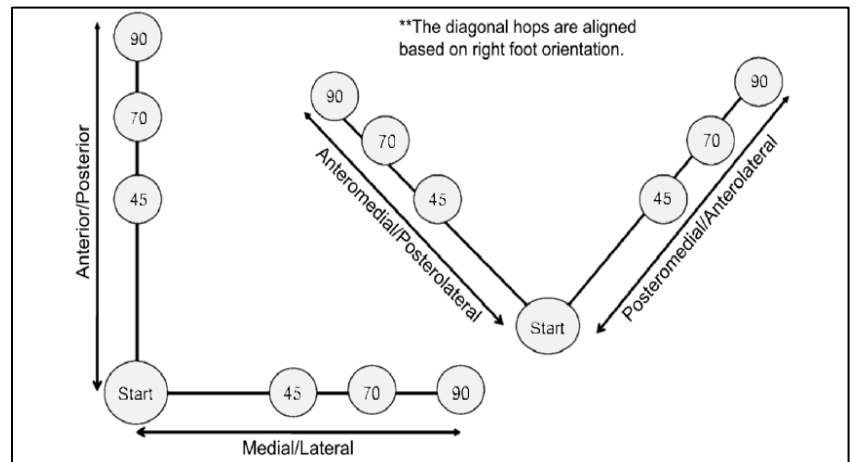 **The diagonal hops are aligned
based on right foot orientation.
90
70
45
Start
Anterior/Posterior
45
70
90
Medial/Lateral
90
70
45
Anteromedial/Posterolateral
Start
90
70
45
Posteromedial/Anterolateral